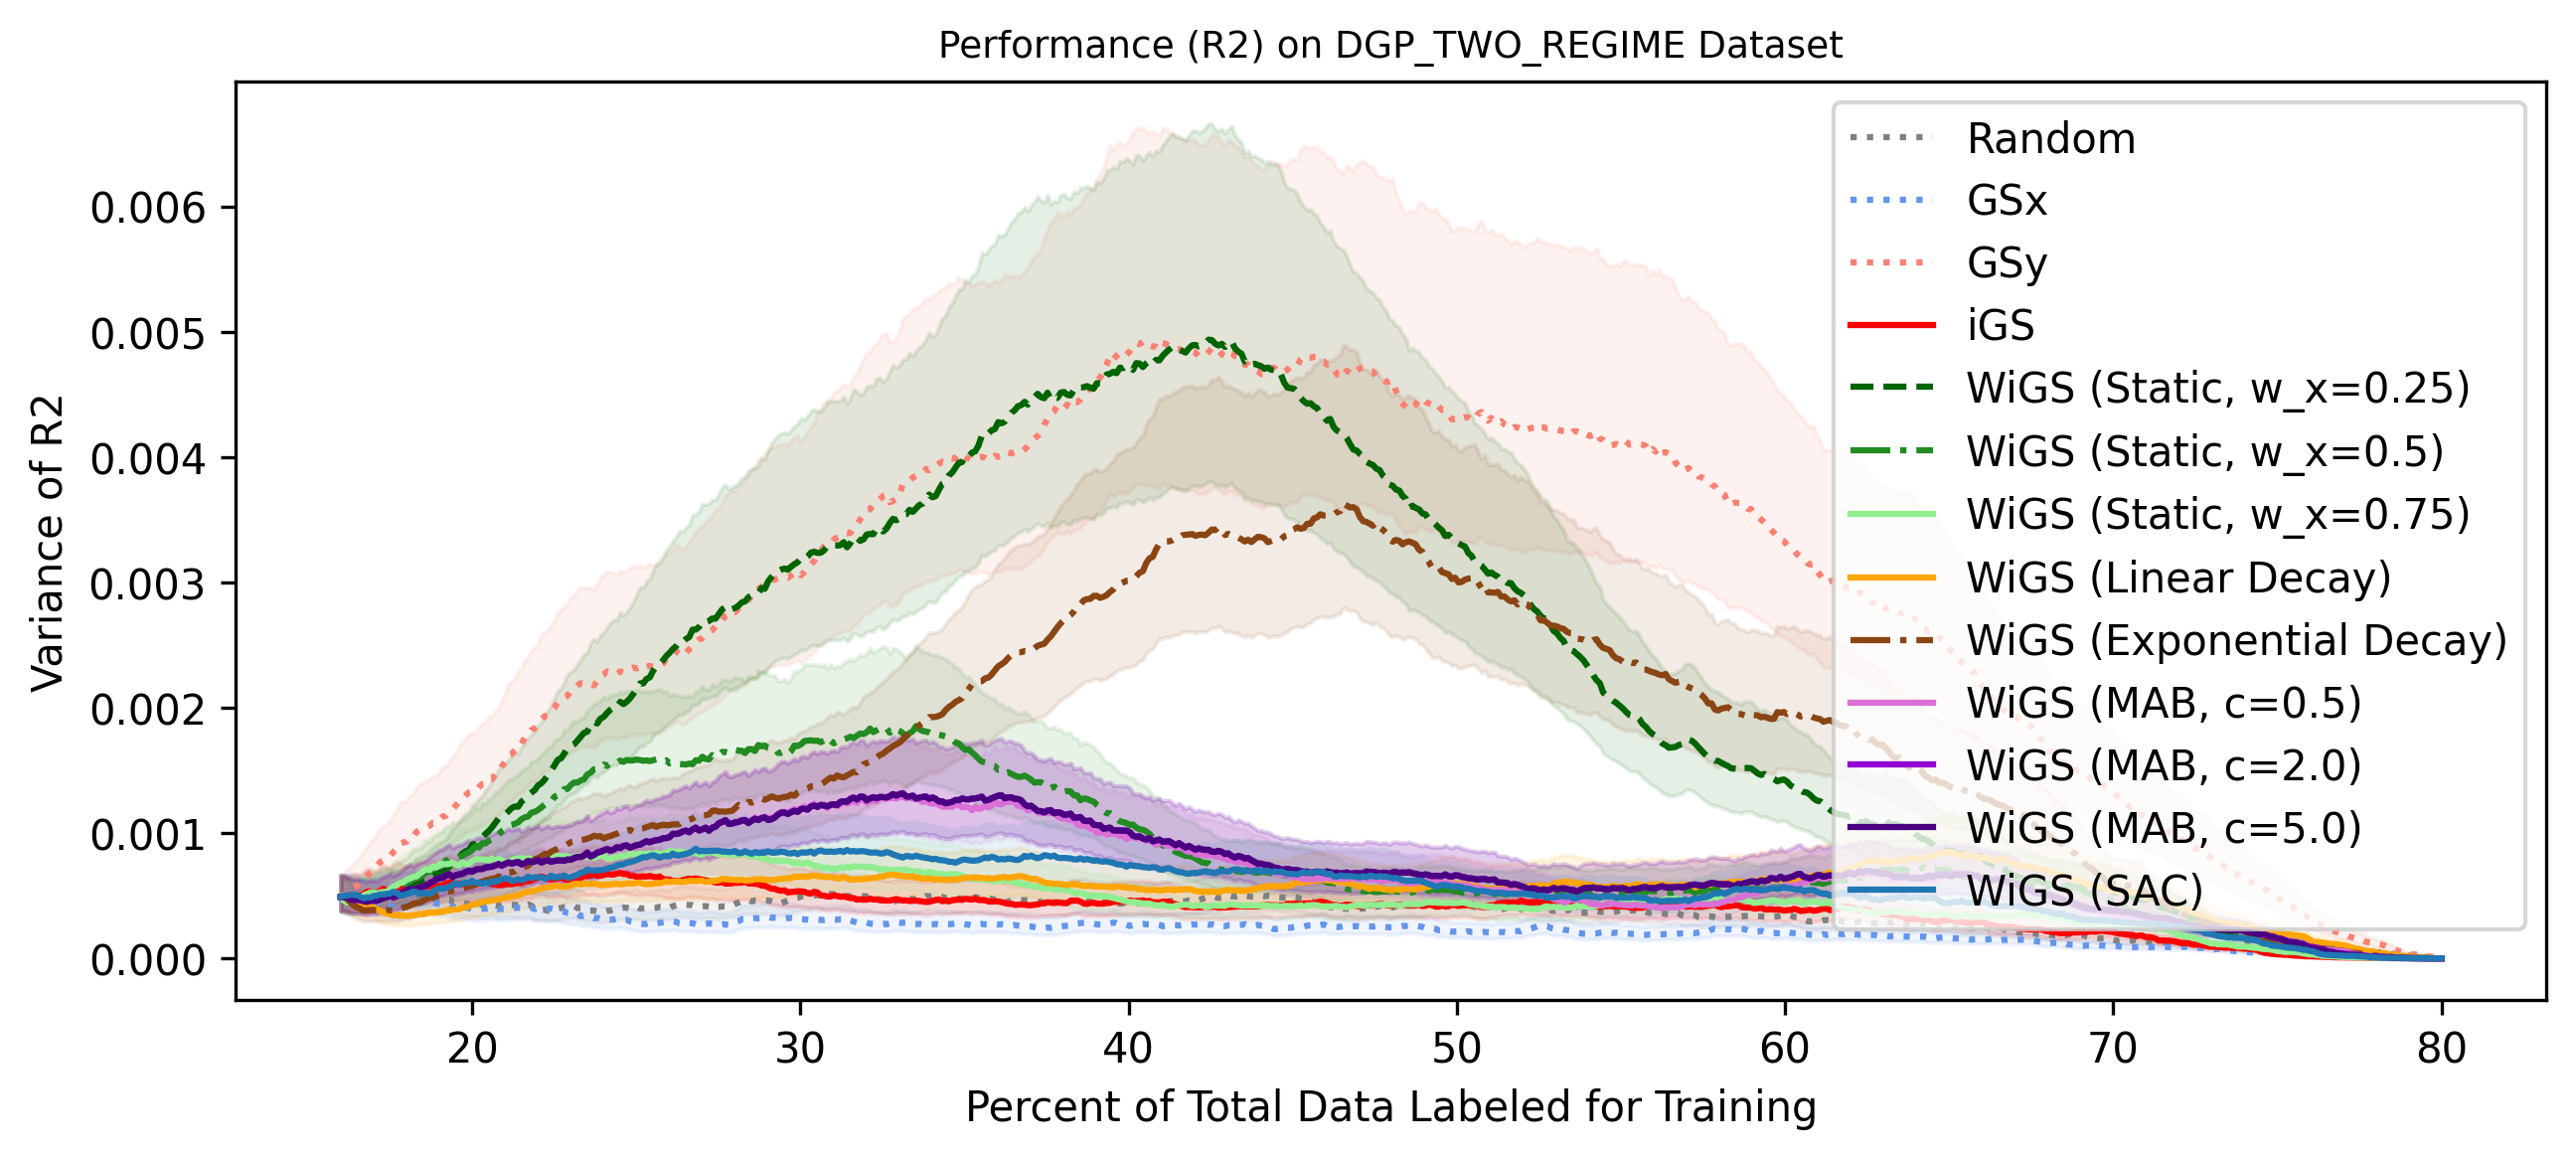 Performance (R2) on DGP_TWO_REGIME Dataset
Variance of R2
0.006
0.005
0.004
0.003
0.002
0.001
0.000
Random
GSx
GSy
iGS
WiGS (Static, w_x=0.25)
WiGS (Static, w_x=0.5)
WiGS (Static, w_x=0.75)
WiGS (Linear Decay)
WiGS (Exponential Decay)
WiGS (MAB, c=0.5)
WiGS (MAB, c=2.0)
WiGS (MAB, c=5.0)
WiGS (SAC)
20 30 40 50 60 70 80
Percent of Total Data Labeled for Training